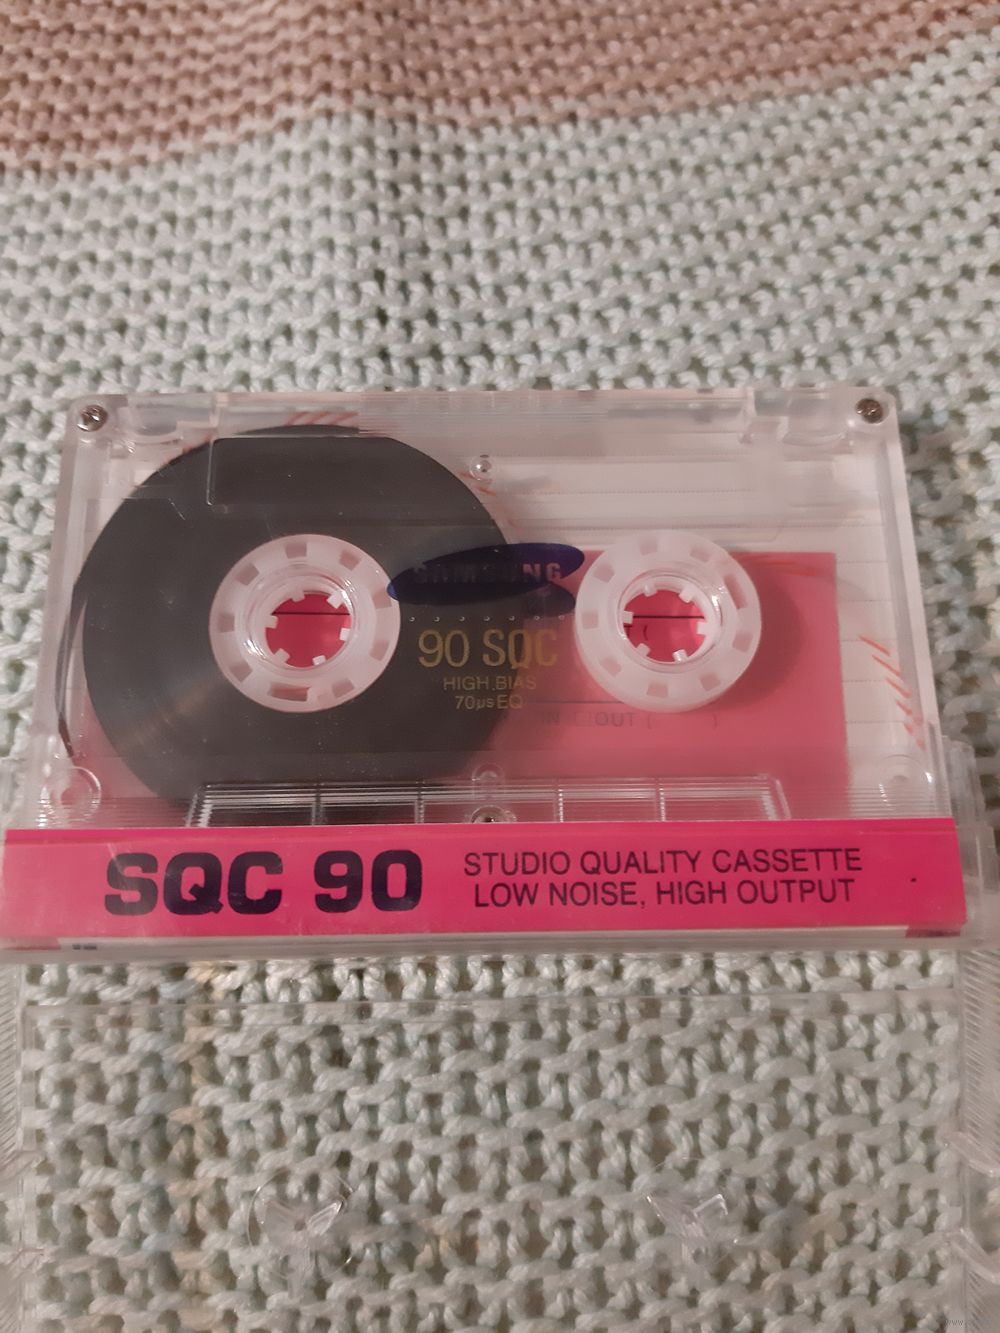 SAMSUNG
90 SQC
HIGH BIAS
70µs EQ
OUT ( )
SQC 90
STUDIO QUALITY CASSETTE
LOW NOISE, HIGH OUTPUT